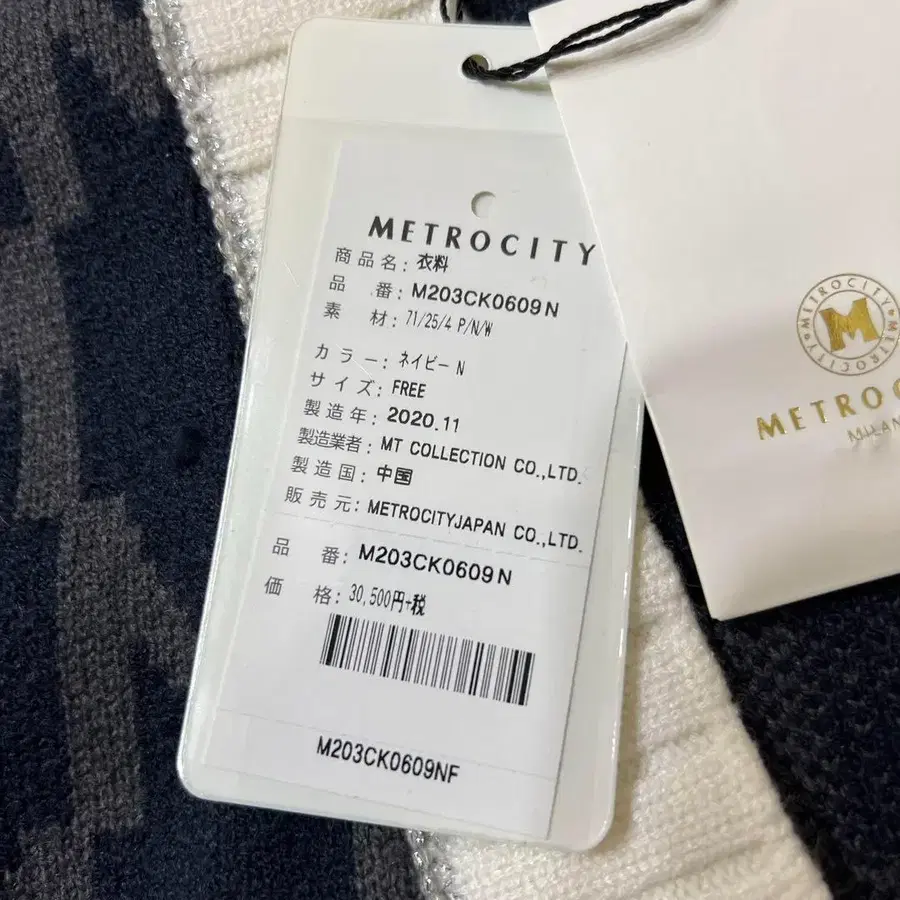 METROCITY
商品名: 衣料
品 番: M203CK0609N
素 材: 71/25/4 P/N/W
カラー: ネイビー N
サイズ: FREE
製造年: 2020.11
製造業者: MT COLLECTION CO.,LTD.
製造国: 中国
販売元: METROCITYJAPAN CO.,LTD.
品 番: M203CK0609N
価 格: 30,500円+税
M203CK0609NF
METROCITY METROCITY
M
METROC
MILAN